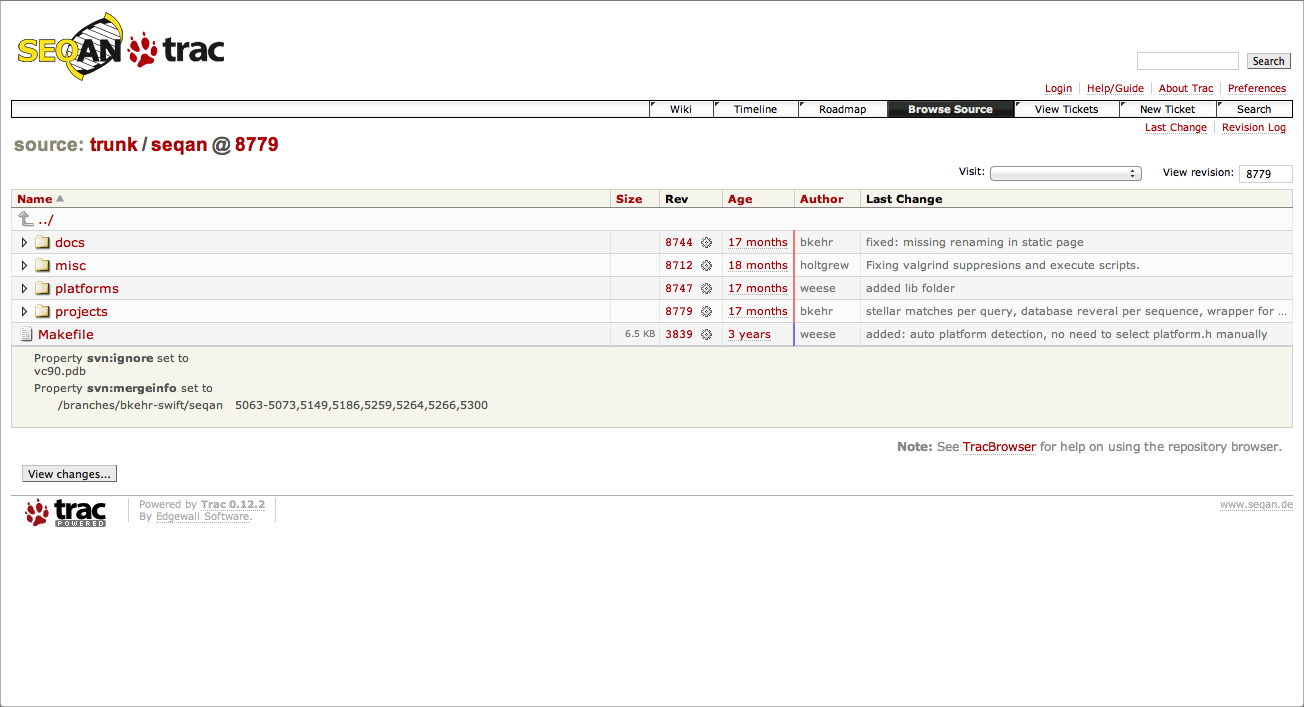 SEQAN trac
Search
Login Help/Guide About Trac Preferences
Wiki Timeline Roadmap Browse Source View Tickets New Ticket Search
Last Change Revision Log
source: trunk / seqan @ 8779
Visit: View revision: 8779
Name Size Rev Age Author Last Change
../
docs 8744 17 months bkehr fixed: missing renaming in static page
misc 8712 18 months holtgrew Fixing valgrind suppresions and execute scripts.
platforms 8747 17 months weese added lib folder
projects 8779 17 months bkehr stellar matches per query, database reveral per sequence, wrapper for ...
Makefile 6.5 KB 3839 3 years weese added: auto platform detection, no need to select platform.h manually
Property svn:ignore set to
vc90.pdb
Property svn:mergeinfo set to
/branches/bkehr-swift/seqan 5063-5073,5149,5186,5259,5264,5266,5300
Note: See TracBrowser for help on using the repository browser.
View changes...
trac POWERED
Powered by Trac 0.12.2
By Edgewall Software.
www.seqan.de